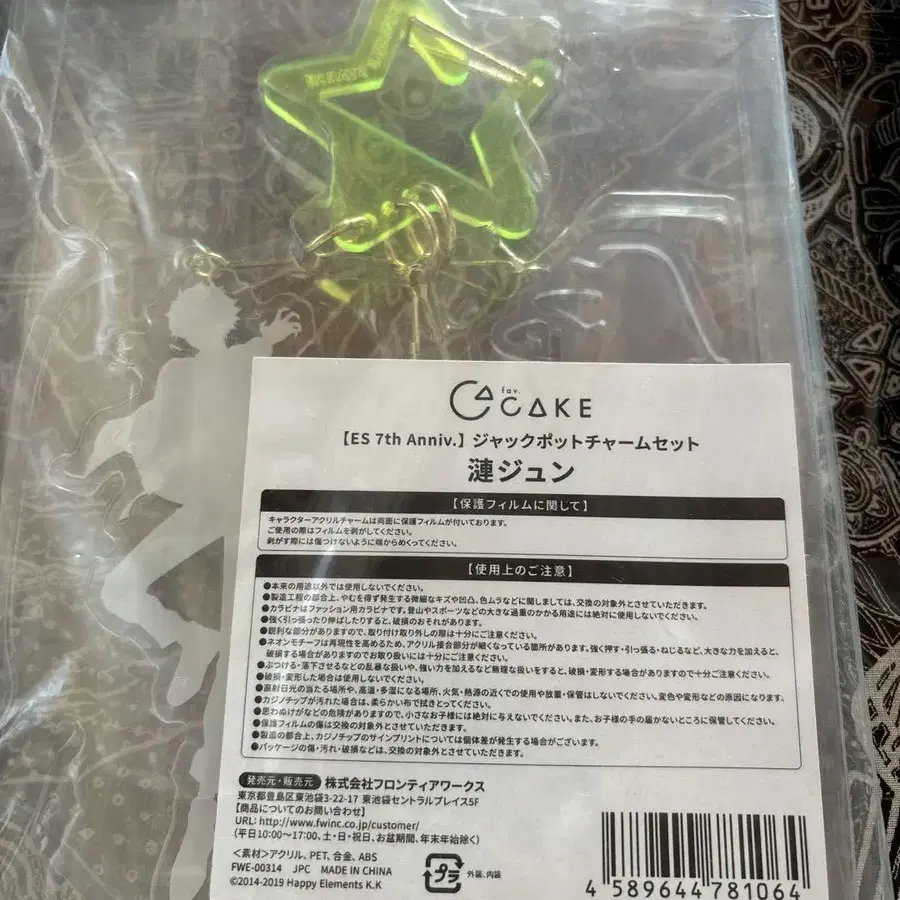 fav.
CAKE
【ES 7th Anniv.】ジャックポットチャームセット
漣ジュン
【保護フィルムに関して】
キャラクターアクリルチャームは両面に保護フィルムが付いております。
ご使用の際はフィルムを剥がしてください。
剥がす際には傷つけないように端からめくってください。
【使用上のご注意】
●本来の用途以外では使用しないでください。
●製造工程の都合上、やむを得ず発生する微細なキズや凹凸、色ムラなどに関しましては、交換の対象外とさせていただきます。
●カラビナはファッション用カラビナです。登山やスポーツなどの大きな過重のかかる用途には絶対に使用しないでください。
●強く引っ張ったり伸ばしたりすると、破損のおそれがあります。
●鋭利な部分がありますので、取り付け取り外しの際は十分にご注意ください。
●ネオンモチーフは再現性を高めるため、アクリル接合部分が細くなっている箇所があります。強く押す・引っ張る・ねじるなど、大きな力を加えると、
破損する場合がありますのでお取り扱いには十分にご注意ください。
●ぶつける・落下させるなどの乱暴な扱いや、強い力を加えるなど無理な扱いをすると、破損・変形する場合がありますので十分ご注意ください。
●破損・変形した場合は使用しないでください。
●直射日光の当たる場所や、高温・多湿になる場所、火気・熱源の近くでの使用や放置・保管はしないでください。変色や変形などの原因になります。
●カジノチップが汚れた場合は、柔らかい布で拭きとってください。
●思わぬけがなどの危険がありますので、小さなお子様には絶対に与えないでください。また、お子様の手の届かないところに保管してください。
●保護フィルムの傷は交換の対象外とさせていただきます。
●製造の都合上、カジノチップのサインプリントについては個体差が発生する場合がございます。
●パッケージの傷・汚れ・破損などは、交換の対象外とさせていただきます。
発売元・販売元 株式会社フロンティアワークス
東京都豊島区東池袋3-22-17 東池袋セントラルプレイス5F
【商品についてのお問い合わせ】
URL: http://www.fwinc.co.jp/customer/
(平日10:00～17:00、土・日・祝日、お盆期間、年末年始除く)
＜素材＞アクリル、PET、合金、ABS
FWE-00314 JPC MADE IN CHINA
©2014-2019 Happy Elements K.K
プラ 外装、内装
4 589644 781064